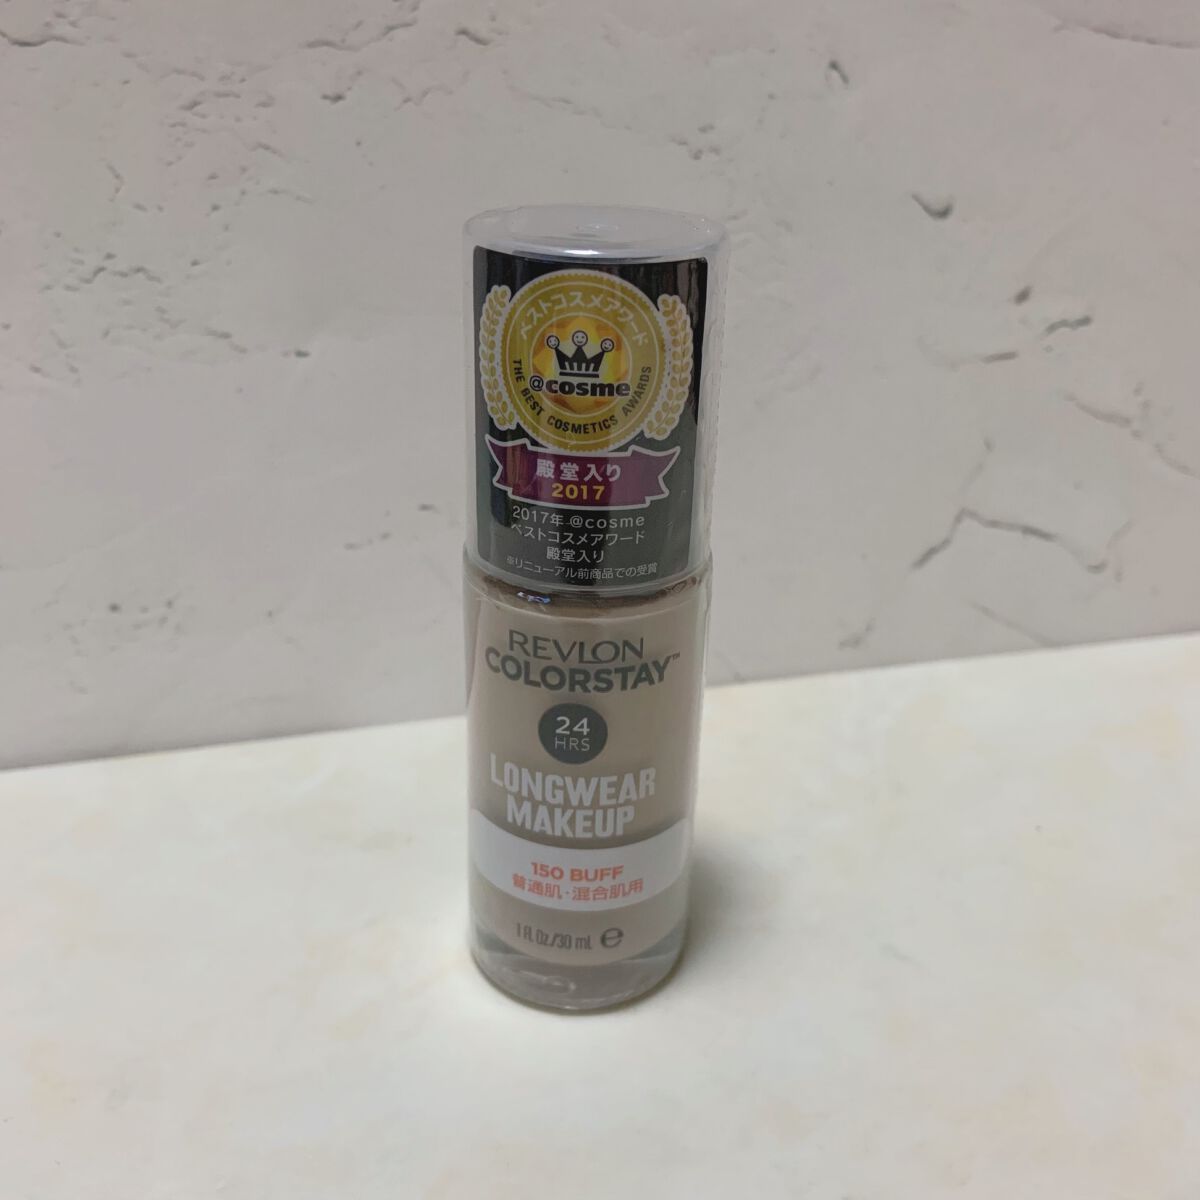 ベストコスメアワード
@cosme
THE BEST COSMETICS AWARDS
殿堂入り
2017
2017年 @cosme
ベストコスメアワード
殿堂入り
※リニューアル前商品での受賞
REVLON
COLORSTAY™
24
HRS
LONGWEAR
MAKEUP
150 BUFF
普通肌・混合肌用
1 FL OZ/30 mL ℮